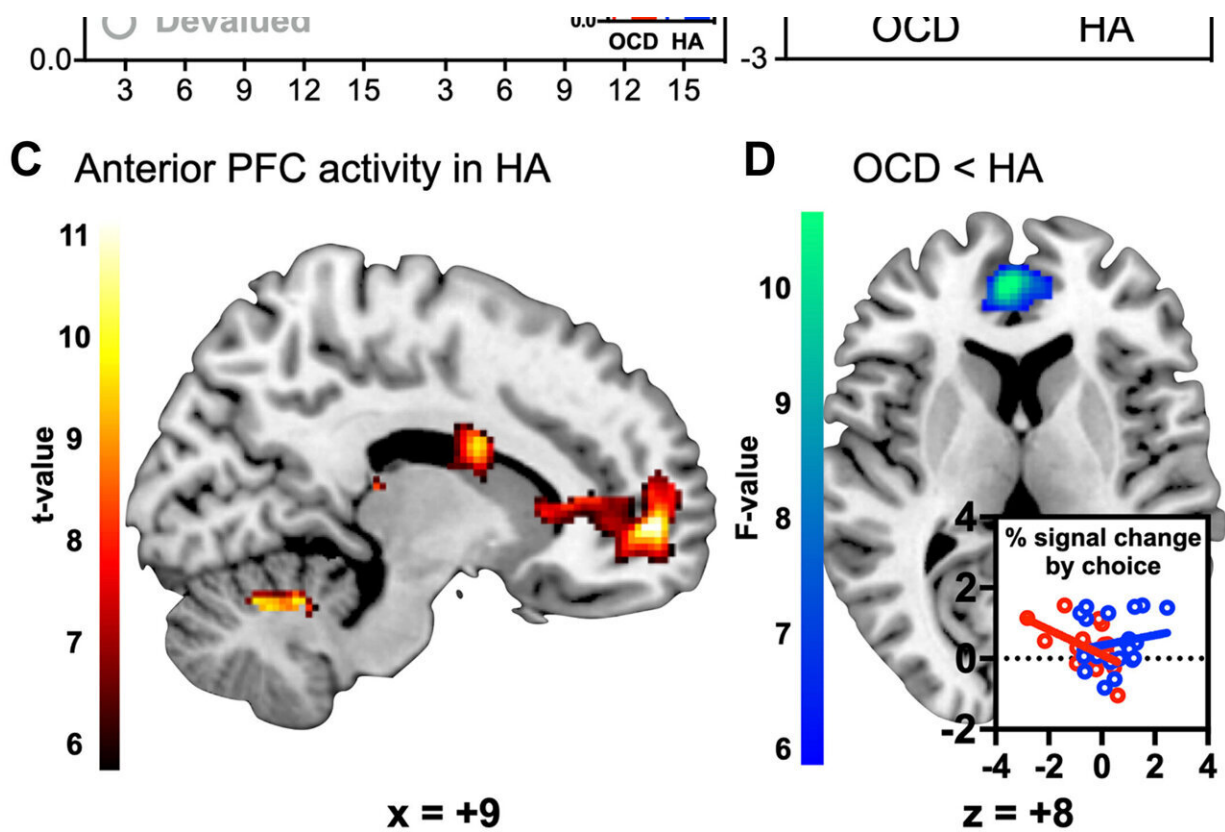 Devalued
0.0
OCD HA
0.0
3 6 9 12 15 3 6 9 12 15
OCD HA
-3
C Anterior PFC activity in HA
11
10
9
8
7
6
t-value
x = +9
D OCD < HA
10
9
8
7
6
F-value
% signal change
by choice
4
2
0
-2
-4 -2 0 2 4
z = +8